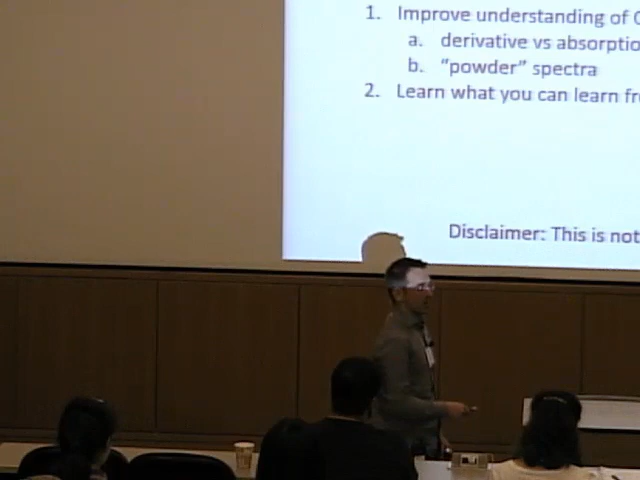 1. Improve understanding of
a. derivative vs absorptio
b. "powder" spectra
2. Learn what you can learn fr
Disclaimer: This is not